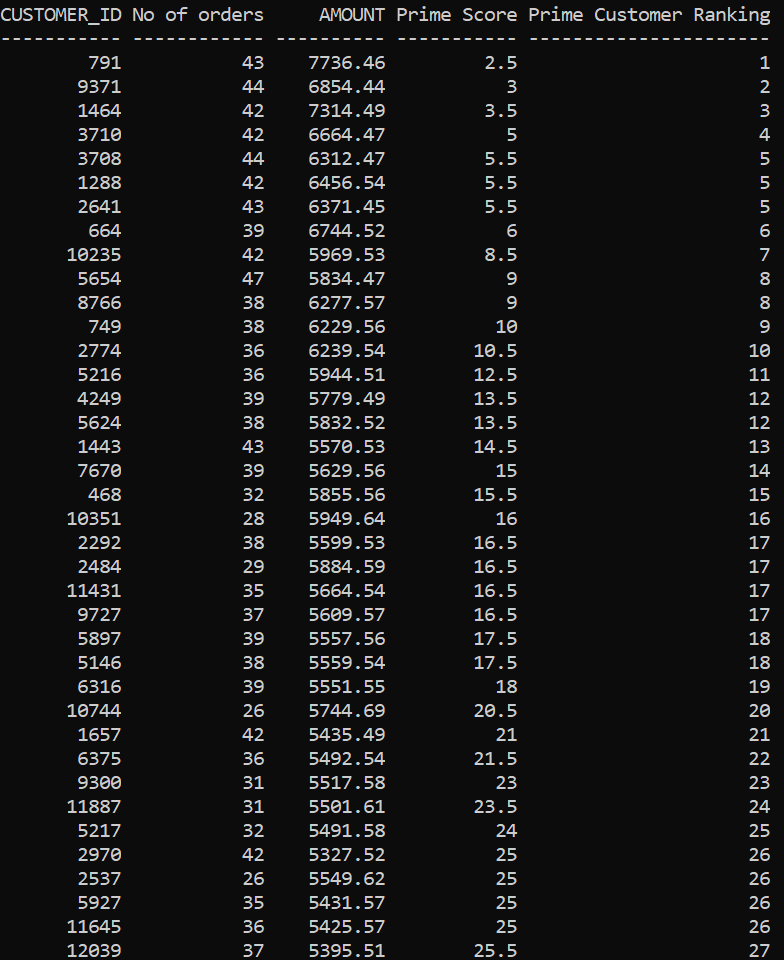 CUSTOMER_ID No of orders AMOUNT Prime Score Prime Customer Ranking
----------- ------------ ---------- ----------- ----------------------
791 43 7736.46 2.5 1
9371 44 6854.44 3 2
1464 42 7314.49 3.5 3
3710 42 6664.47 5 4
3708 44 6312.47 5.5 5
1288 42 6456.54 5.5 5
2641 43 6371.45 5.5 5
664 39 6744.52 6 6
10235 42 5969.53 8.5 7
5654 47 5834.47 9 8
8766 38 6277.57 9 8
749 38 6229.56 10 9
2774 36 6239.54 10.5 10
5216 36 5944.51 12.5 11
4249 39 5779.49 13.5 12
5624 38 5832.52 13.5 12
1443 43 5570.53 14.5 13
7670 39 5629.56 15 14
468 32 5855.56 15.5 15
10351 28 5949.64 16 16
2292 38 5599.53 16.5 17
2484 29 5884.59 16.5 17
11431 35 5664.54 16.5 17
9727 37 5609.57 16.5 17
5897 39 5557.56 17.5 18
5146 38 5559.54 17.5 18
6316 39 5551.55 18 19
10744 26 5744.69 20.5 20
1657 42 5435.49 21 21
6375 36 5492.54 21.5 22
9300 31 5517.58 23 23
11887 31 5501.61 23.5 24
5217 32 5491.58 24 25
2970 42 5327.52 25 26
2537 26 5549.62 25 26
5927 35 5431.57 25 26
11645 36 5425.57 25 26
12039 37 5395.51 25.5 27